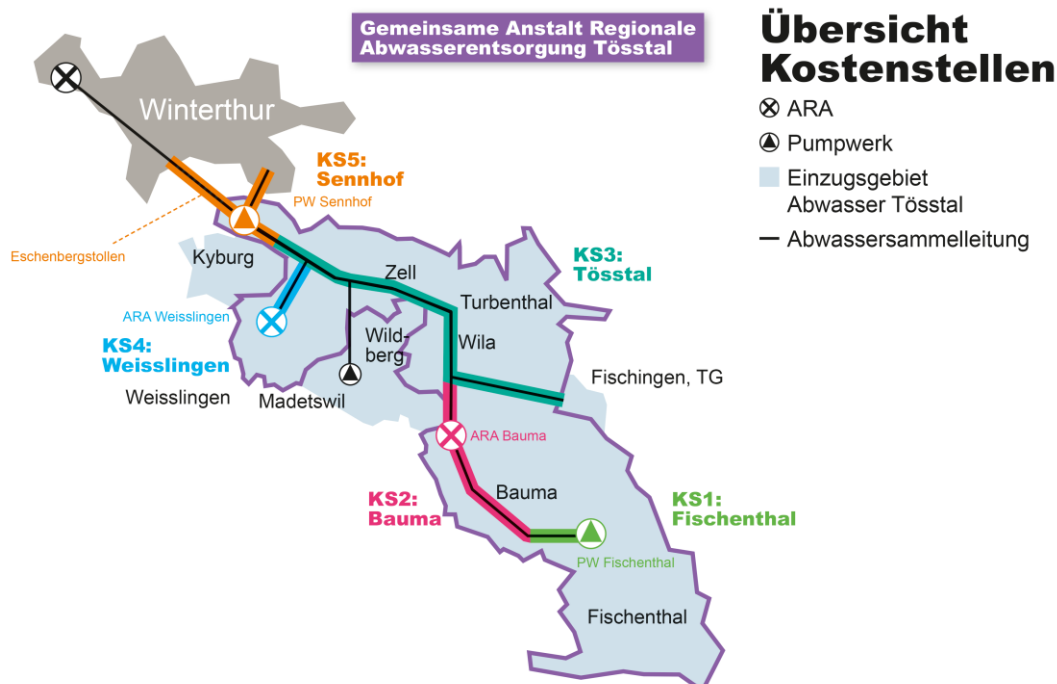 Gemeinsame Anstalt Regionale
Abwasserentsorgung Tösstal
Übersicht
Kostenstellen
ARA
Pumpwerk
Einzugsgebiet
Abwasser Tösstal
Abwassersammelleitung
Winterthur
KS5:
Sennhof
PW Sennhof
Eschenbergstollen
Kyburg
Zell
KS3:
Tösstal
Turbenthal
ARA Weisslingen
KS4:
Weisslingen
Wild-
berg
Wila
Weisslingen
Madetswil
Fischingen, TG
ARA Bauma
KS2:
Bauma
Bauma
KS1:
Fischenthal
PW Fischenthal
Fischenthal